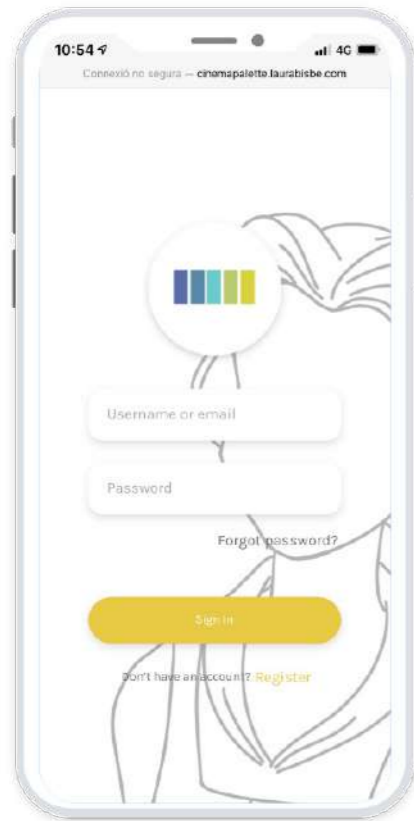 10:54
4G
Connexió no segura — cinemapalette.laurabisbe.com
Username or email
Password
Forgot password?
Sign in
Don't have an account? Register